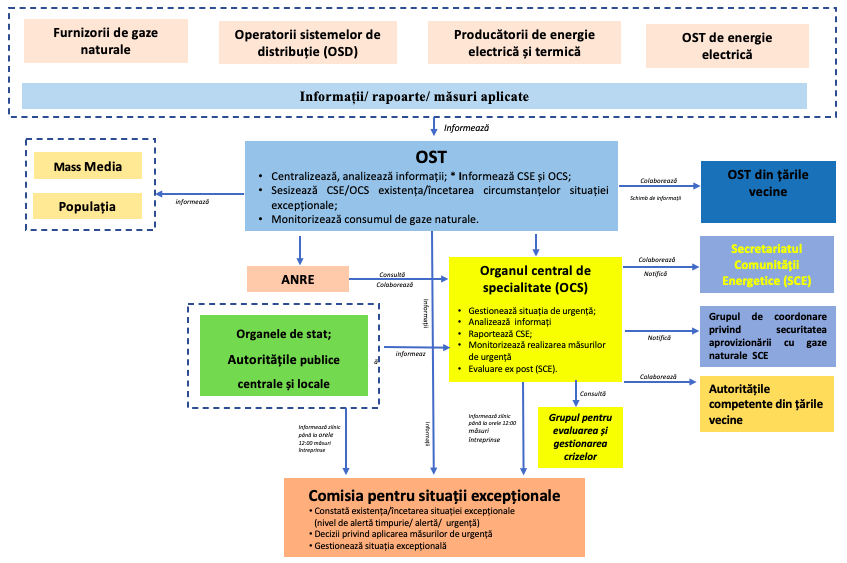 Furnizorii de gaze
naturale
Operatorii sistemelor de
distribuție (OSD)
Producătorii de energie
electrică și termică
OST de energie
electrică
Informații/ rapoarte/ măsuri aplicate
Informează
Mass Media
Populația
informează
OST
• Centralizează, analizează informații; * Informează CSE și OCS;
• Sesizează CSE/OCS existența/încetarea circumstanțelor situației
excepționale;
• Monitorizează consumul de gaze naturale.
Colaborează
Schimb de informații
OST din țările
vecine
ANRE
Consultă
Colaborează
Organul central de
specialitate (OCS)
• Gestionează situația de urgență;
• Analizează informați
• Raportează CSE;
• Monitorizează realizarea măsurilor
de urgență
• Evaluare ex post (SCE).
Colaborează
Notifică
Secretariatul
Comunității
Energetice (SCE)
Notifică
Grupul de coordonare
privind securitatea
aprovizionării cu gaze
naturale SCE
Colaborează
Autoritățile
competente din țările
vecine
Organele de stat;
Autoritățile publice
centrale și locale
informeaz
ă
Informații
Informații
Consultă
Grupul pentru
evaluarea și
gestionarea
crizelor
Informează zilnic
până la orele
12:00 măsuri
întreprinse
Informează zilnic
până la orele 12:00
măsuri
întreprinse
Comisia pentru situații excepționale
• Constată existența/încetarea situației excepționale
(nivel de alertă timpurie/ alertă/ urgență)
• Decizii privind aplicarea măsurilor de urgență
• Gestionează situația excepțională